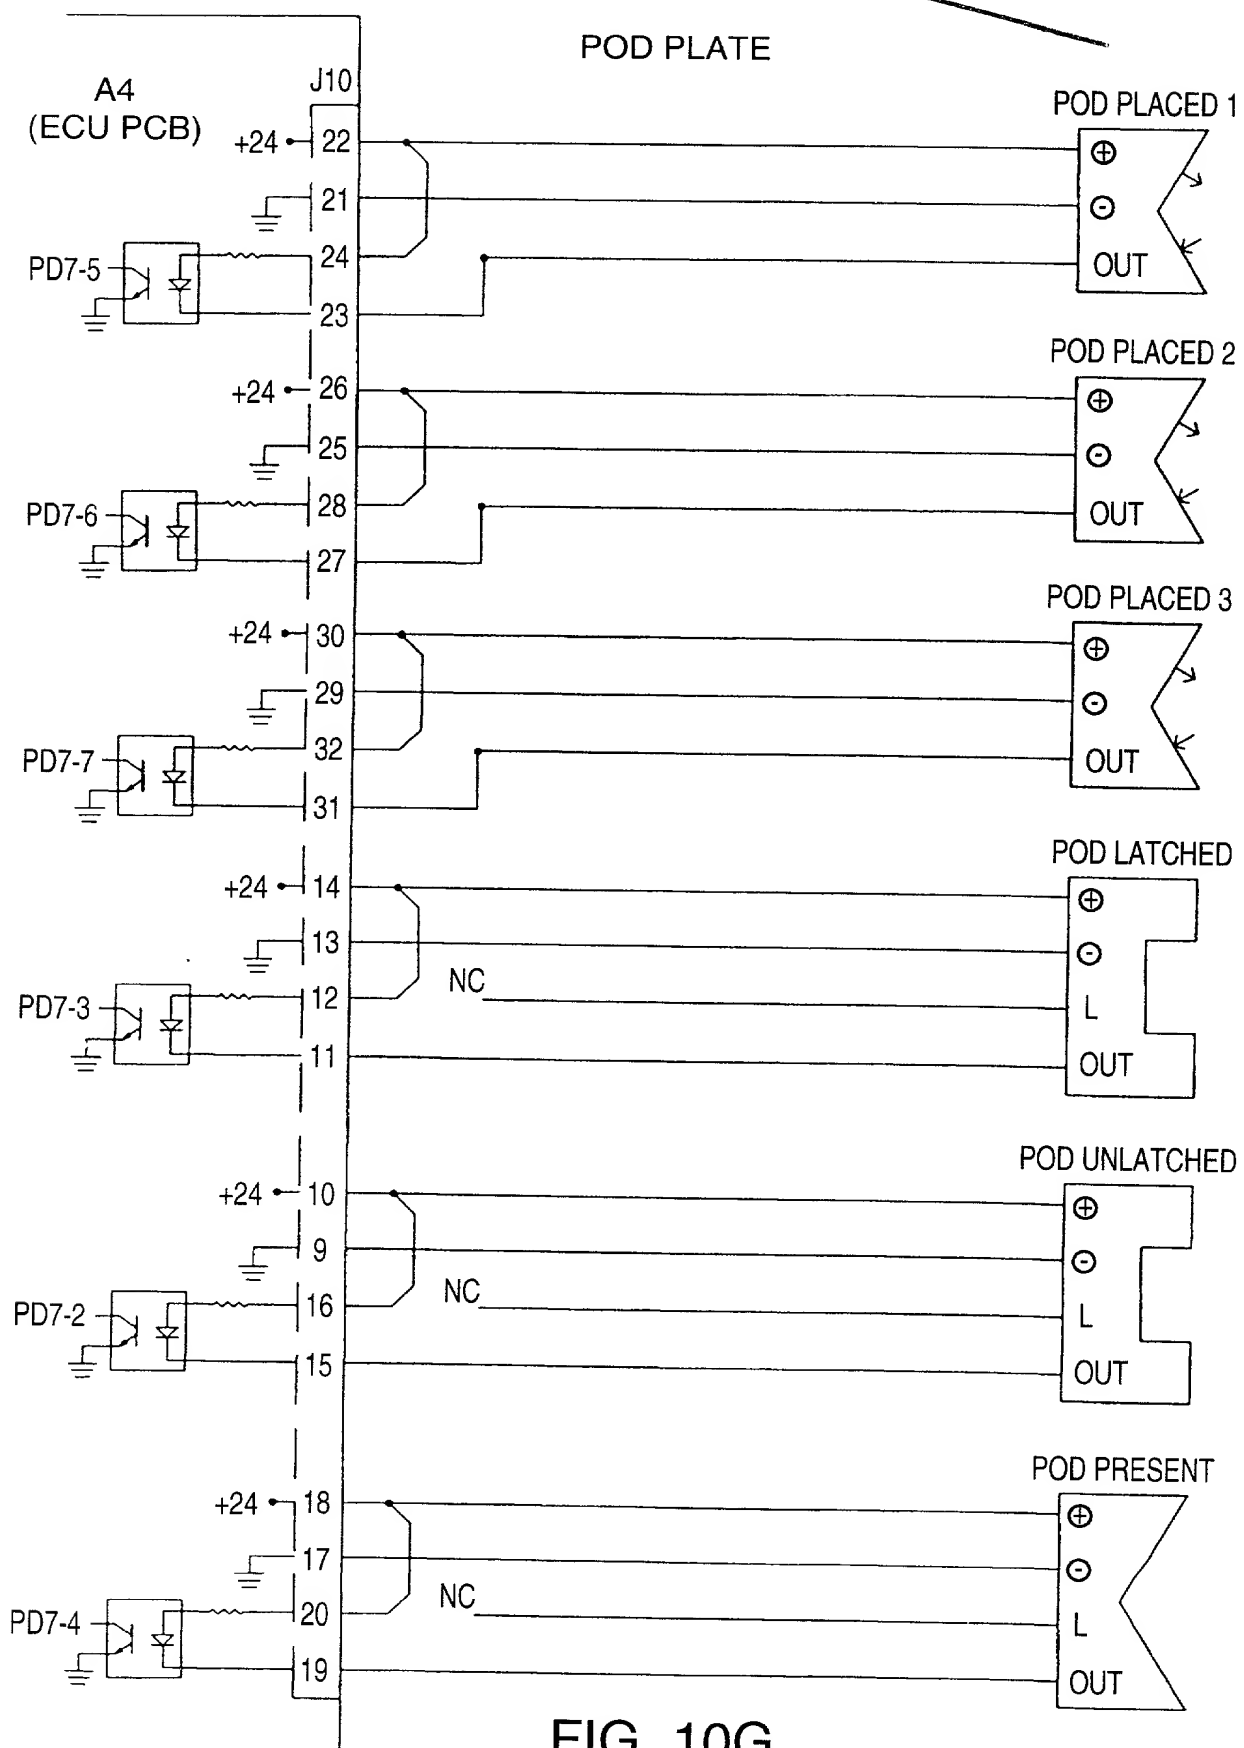 POD PLATE
A4
(ECU PCB)
J10
POD PLACED 1
+24 22 +
21 -
PD7-5 24 OUT
23
POD PLACED 2
+24 26 +
25 -
PD7-6 28 OUT
27
POD PLACED 3
+24 30 +
29 -
PD7-7 32 OUT
31
POD LATCHED
+24 14 +
13 -
PD7-3 12 NC L
11 OUT
POD UNLATCHED
+24 10 +
9 -
PD7-2 16 NC L
15 OUT
POD PRESENT
+24 18 +
17 -
PD7-4 20 NC L
19 OUT
FIG. 10G